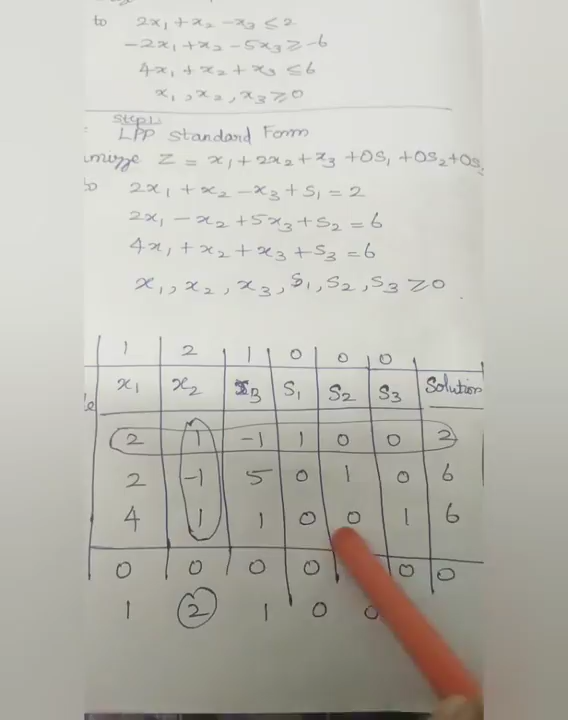 to 2x₁ + x₂ - x₃ ≤ 2
-2x₁ + x₂ - 5x₃ ≥ -6
4x₁ + x₂ + x₃ ≤ 6
x₁, x₂, x₃ ≥ 0
Step 1:
LPP Standard Form
Z = x₁ + 2x₂ + x₃ + 0S₁ + 0S₂ + 0S
to 2x₁ + x₂ - x₃ + S₁ = 2
2x₁ - x₂ + 5x₃ + S₂ = 6
4x₁ + x₂ + x₃ + S₃ = 6
x₁, x₂, x₃, S₁, S₂, S₃ ≥ 0.
1 2 1 0 0 0
x₁ x₂ x₃ S₁ S₂ S₃ Solution
2 1 -1 1 0 0 2
2 -1 5 0 1 0 6
4 1 1 0 0 1 6
0 0 0 0 0 0
1 2 1 0 0